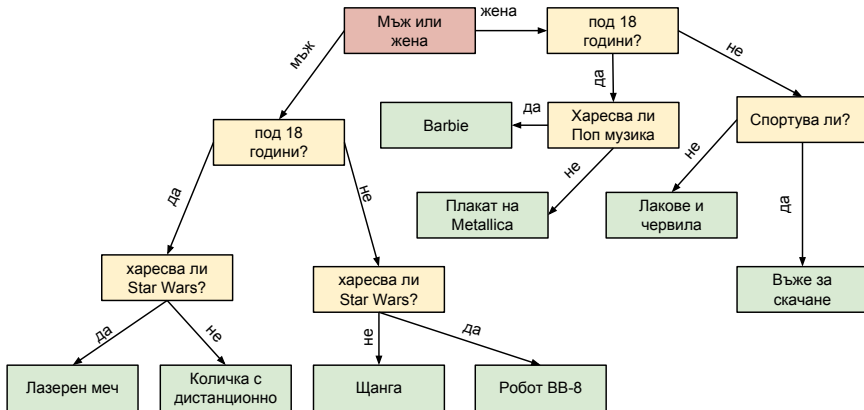 Мъж или
жена
жена
под 18
години?
мъж
да
не
под 18
години?
Barbie
да
Харесва ли
Поп музика
Спортува ли?
да
не
не
не
да
Плакат на
Metallica
Лакове и
червила
харесва ли
Star Wars?
харесва ли
Star Wars?
Въже за
скачане
да
не
не
да
Лазерен меч
Количка с
дистанционно
Щанга
Робот BB-8